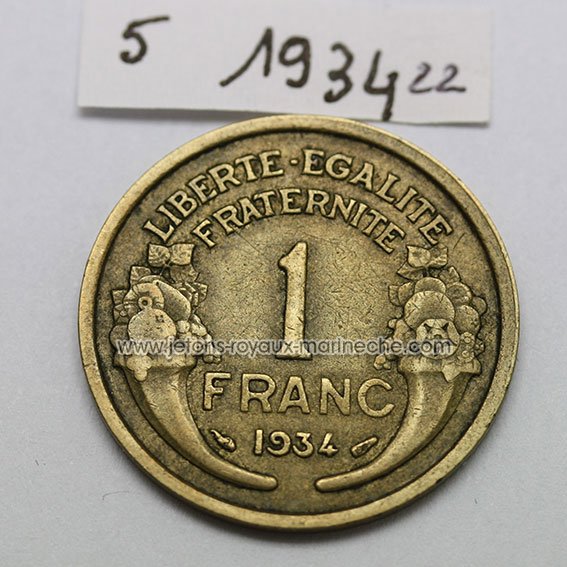 5 1934 22
LIBERTE·EGALITE
FRATERNITE
1
www.jetons-royaux-marineche.com
FRANC
1934